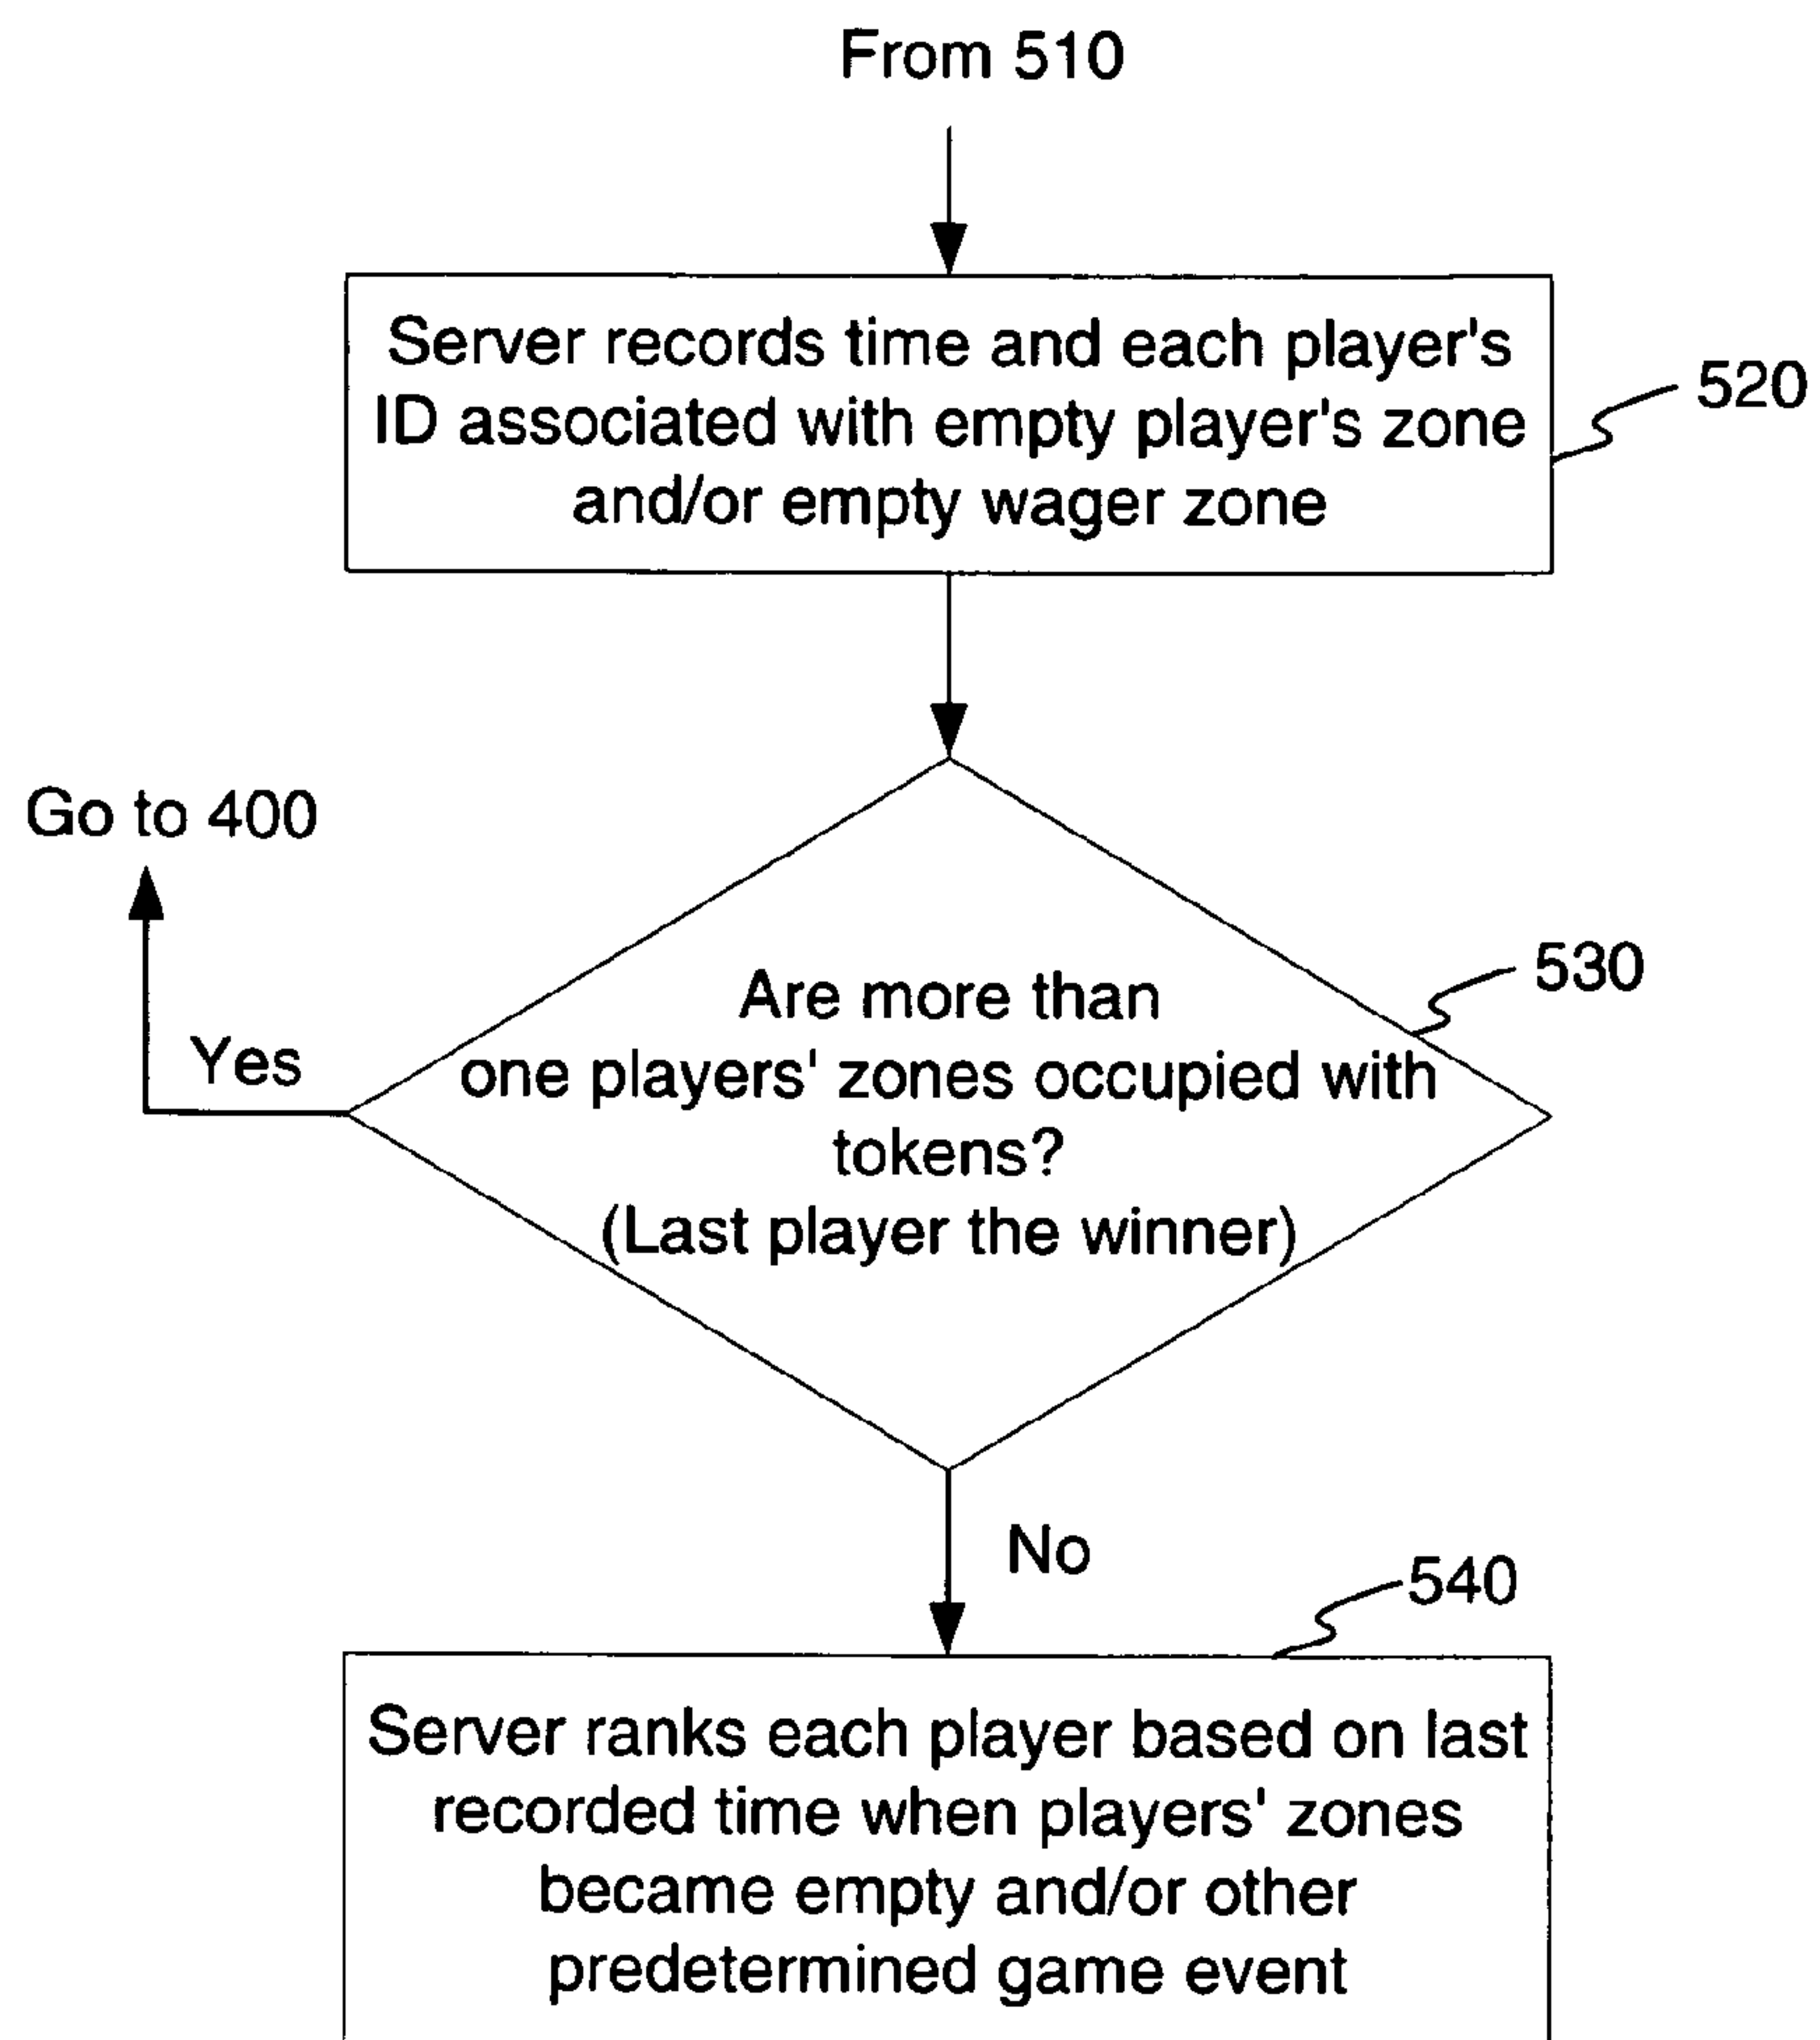 From 510
Server records time and each player's
ID associated with empty player's zone
and/or empty wager zone
520
Go to 400
Yes
Are more than
one players' zones occupied with
tokens?
(Last player the winner)
530
No
540
Server ranks each player based on last
recorded time when players' zones
became empty and/or other
predetermined game event